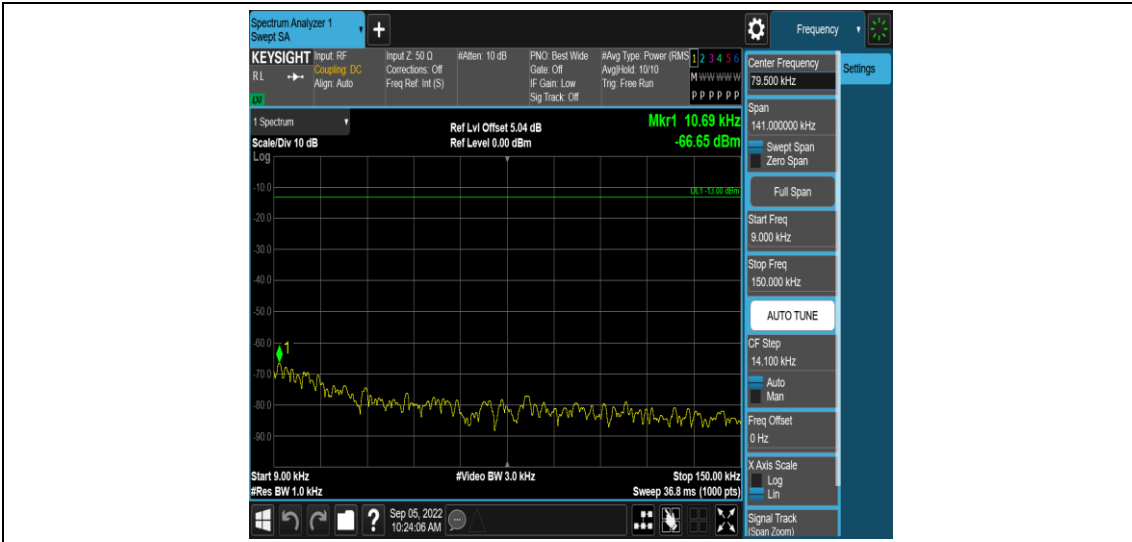 Spectrum Analyzer 1
Swept SA
+
Frequency
KEYSIGHT
RL
LXI
Input: RF
Coupling: DC
Align: Auto
Input Z: 50 Ω
Corrections: Off
Freq Ref: Int (S)
#Atten: 10 dB
PNO: Best Wide
Gate: Off
IF Gain: Low
Sig Track: Off
#Avg Type: Power (RMS
Avg|Hold: 10/10
Trig: Free Run
1 2 3 4 5 6
M W W W W W
P P P P P P
1 Spectrum
Scale/Div 10 dB
Log
Ref Lvl Offset 5.04 dB
Ref Level 0.00 dBm
Mkr1 10.69 kHz
-66.65 dBm
-10.0
DL1 -13.00 dBm
-20.0
-30.0
-40.0
-50.0
-60.0
1
-70.0
-80.0
-90.0
Start 9.00 kHz
#Res BW 1.0 kHz
#Video BW 3.0 kHz
Stop 150.00 kHz
Sweep 36.8 ms (1000 pts)
Center Frequency
79.500 kHz
Settings
Span
141.000000 kHz
Swept Span
Zero Span
Full Span
Start Freq
9.000 kHz
Stop Freq
150.000 kHz
AUTO TUNE
CF Step
14.100 kHz
Auto
Man
Freq Offset
0 Hz
X Axis Scale
Log
Lin
Signal Track
(Span Zoom)
?
Sep 05, 2022
10:24:06 AM